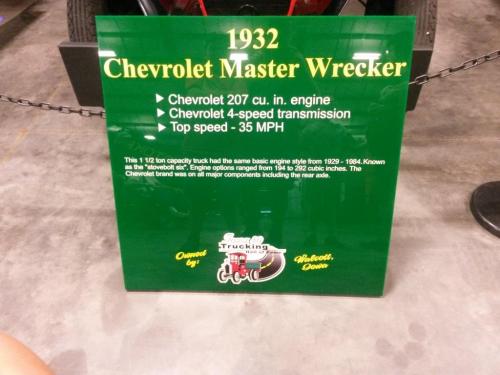 1932
Chevrolet Master Wrecker
Chevrolet 207 cu. in. engine
Chevrolet 4-speed transmission
Top speed - 35 MPH
This 1 1/2 ton capacity truck had the same basic engine style from 1929 - 1984. Known
as the "stovebolt six". Engine options ranged from 194 to 292 cubic inches. The
Chevrolet brand was on all major components including the rear axle.
Owned
by:
Trucking
Walcott,
Iowa